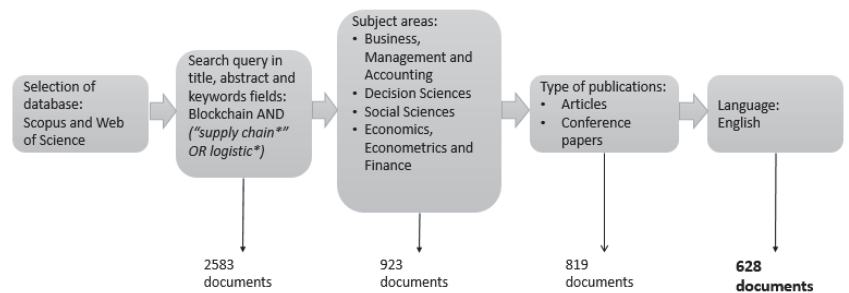 Selection of
database:
Scopus and Web
of Science
Search query in
title, abstract and
keywords fields:
Blockchain AND
(“supply chain*”
OR logistic*)
Subject areas:
• Business,
Management and
Accounting
• Decision Sciences
• Social Sciences
• Economics,
Econometrics and
Finance
Type of publications:
• Articles
• Conference
papers
Language:
English
2583
documents
923
documents
819
documents
628
documents